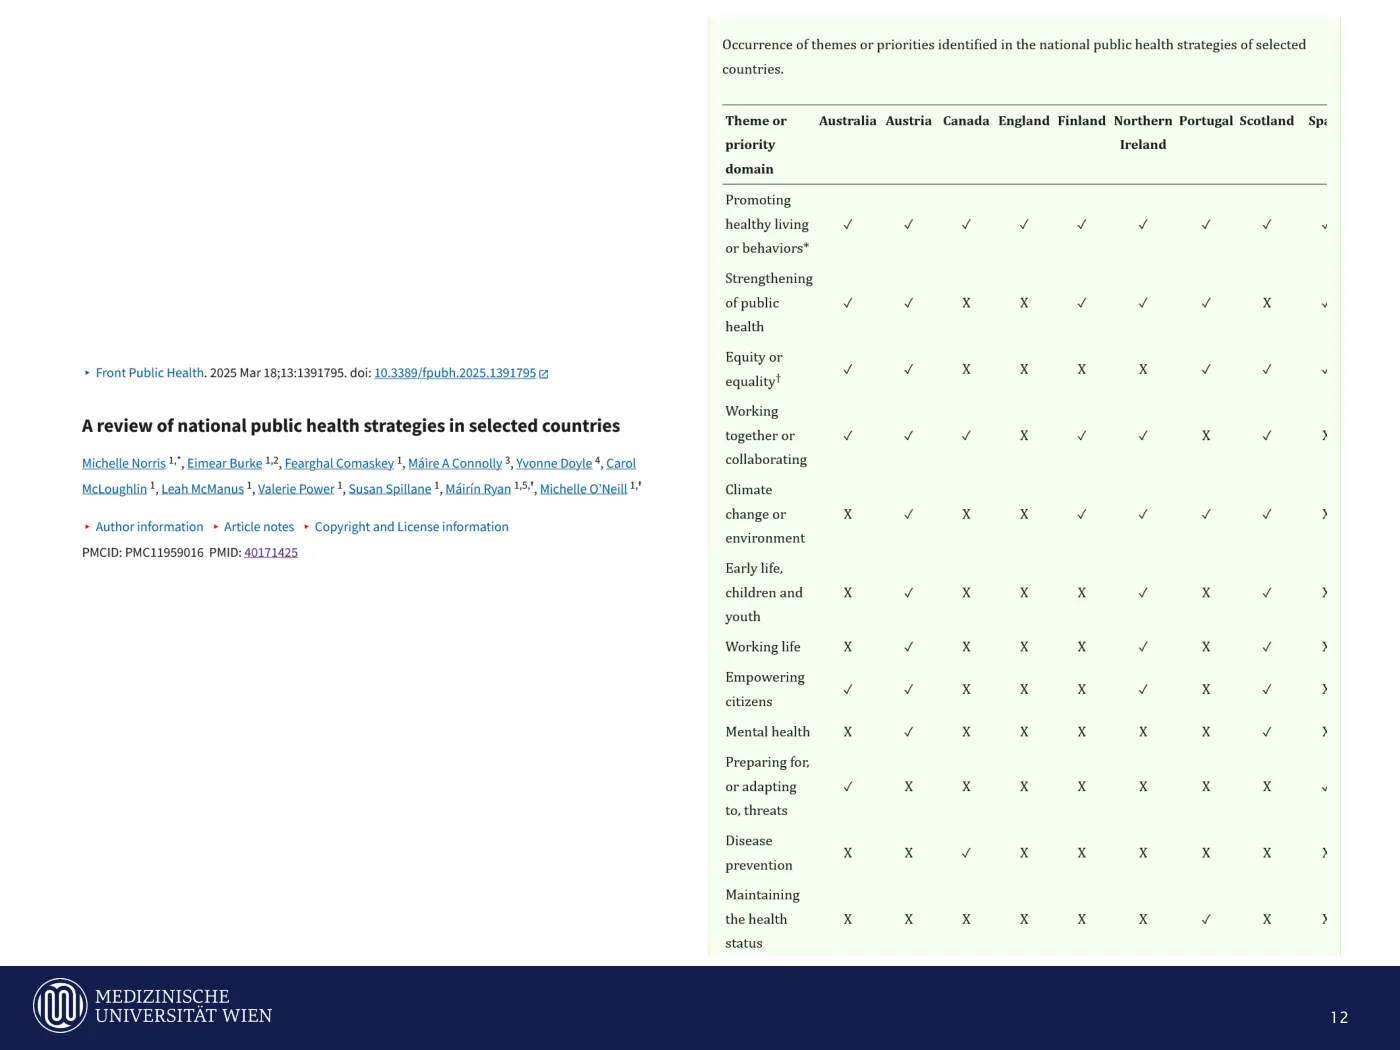 Front Public Health. 2025 Mar 18;13:1391795. doi: 10.3389/fpubh.2025.1391795
A review of national public health strategies in selected countries
Michelle Norris 1,*, Eimear Burke 1,2, Fearghal Comaskey 1, Máire A Connolly 3, Yvonne Doyle 4, Carol
McLoughlin 1, Leah McManus 1, Valerie Power 1, Susan Spillane 1, Máirín Ryan 1,5,†, Michelle O'Neill 1,†
Author information Article notes Copyright and License information
PMCID: PMC11959016 PMID: 40171425
Occurrence of themes or priorities identified in the national public health strategies of selected
countries.
Theme or Australia Austria Canada England Finland Northern Portugal Scotland Spa
priority Ireland
domain
Promoting
healthy living ✓ ✓ ✓ ✓ ✓ ✓ ✓ ✓ ✓
or behaviors*
Strengthening
of public ✓ ✓ X X ✓ ✓ ✓ X ✓
health
Equity or
equality† ✓ ✓ X X X X ✓ ✓ ✓
Working
together or ✓ ✓ ✓ X ✓ ✓ X ✓ X
collaborating
Climate
change or X ✓ X X ✓ ✓ ✓ ✓ X
environment
Early life,
children and X ✓ X X X ✓ X ✓ X
youth
Working life X ✓ X X X ✓ X ✓ X
Empowering
citizens ✓ ✓ X X X ✓ X ✓ X
Mental health X ✓ X X X X X ✓ X
Preparing for,
or adapting ✓ X X X X X X X ✓
to, threats
Disease
prevention X X ✓ X X X X X X
Maintaining
the health X X X X X X ✓ X X
status
MEDIZINISCHE
UNIVERSITÄT WIEN
12